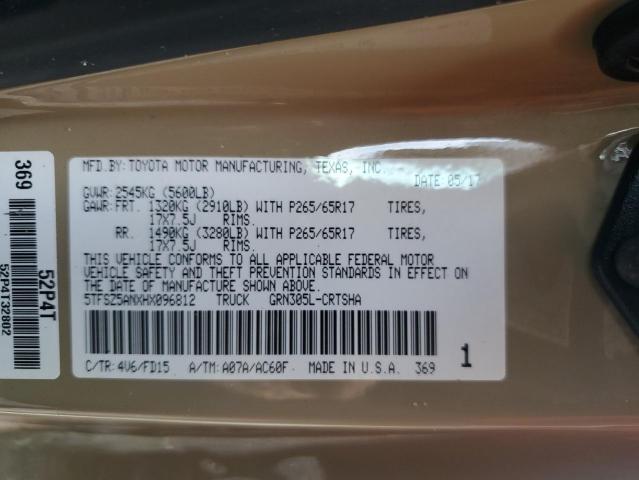 MFD.BY:TOYOTA MOTOR MANUFACTURING, TEXAS, INC.
DATE 05/17
GVWR:2545KG (5600LB)
GAWR:FRT. 1320KG (2910LB) WITH P265/65R17 TIRES,
17X7.5J RIMS.
RR. 1490KG (3280LB) WITH P265/65R17 TIRES,
17X7.5J RIMS.
THIS VEHICLE CONFORMS TO ALL APPLICABLE FEDERAL MOTOR
VEHICLE SAFETY AND THEFT PREVENTION STANDARDS IN EFFECT ON
THE DATE OF MANUFACTURE SHOWN ABOVE.
5TFSZ5ANXHX096812 TRUCK GRN305L-CRTSHA
C/TR:4V6/FD15 A/TM:A07A/AC60F MADE IN U.S.A. 369
1
369
52P4T
52P4T32802